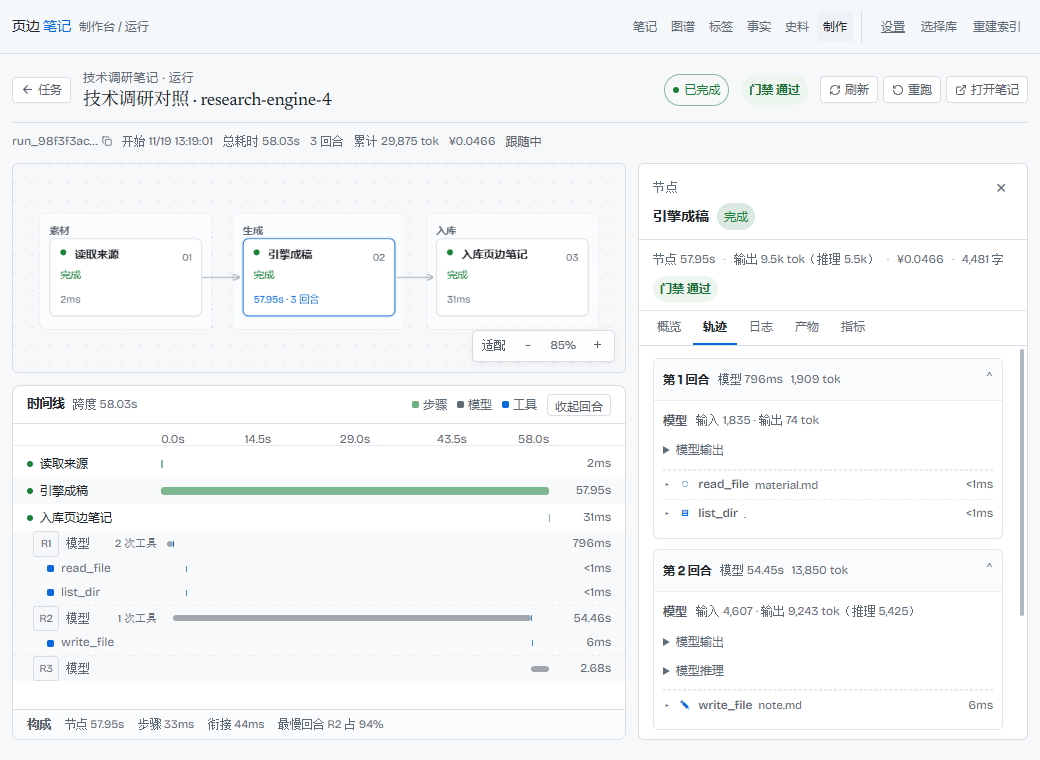 页边 笔记 制作台 / 运行 笔记 图谱 标签 事实 史料 制作 设置 选择库 重建索引
← 任务
技术调研笔记 · 运行
技术调研对照 · research-engine-4
已完成 门禁 通过 刷新 重跑 打开笔记
run_98f3f3ac... 开始 11/19 13:19:01 总耗时 58.03s 3 回合 累计 29,875 tok ¥0.0466 跟随中
素材
读取来源 01
完成
2ms
生成
引擎成稿 02
完成
57.95s · 3 回合
入库
入库页边笔记 03
完成
31ms
适配 - 85% +
时间线 跨度 58.03s 步骤 模型 工具 收起回合
0.0s 14.5s 29.0s 43.5s 58.0s
读取来源 2ms
引擎成稿 57.95s
入库页边笔记 31ms
R1 模型 2 次工具 796ms
read_file <1ms
list_dir <1ms
R2 模型 1 次工具 54.46s
write_file 6ms
R3 模型 2.68s
构成 节点 57.95s 步骤 33ms 衔接 44ms 最慢回合 R2 占 94%
节点 ×
引擎成稿 完成
节点 57.95s · 输出 9.5k tok（推理 5.5k） · ¥0.0466 · 4,481 字
门禁 通过
概览 轨迹 日志 产物 指标
第 1 回合 模型 796ms 1,909 tok ^
模型 输入 1,835 · 输出 74 tok
▶ 模型输出
read_file material.md <1ms
list_dir . <1ms
第 2 回合 模型 54.45s 13,850 tok ^
模型 输入 4,607 · 输出 9,243 tok（推理 5,425）
▶ 模型输出
▶ 模型推理
write_file note.md 6ms